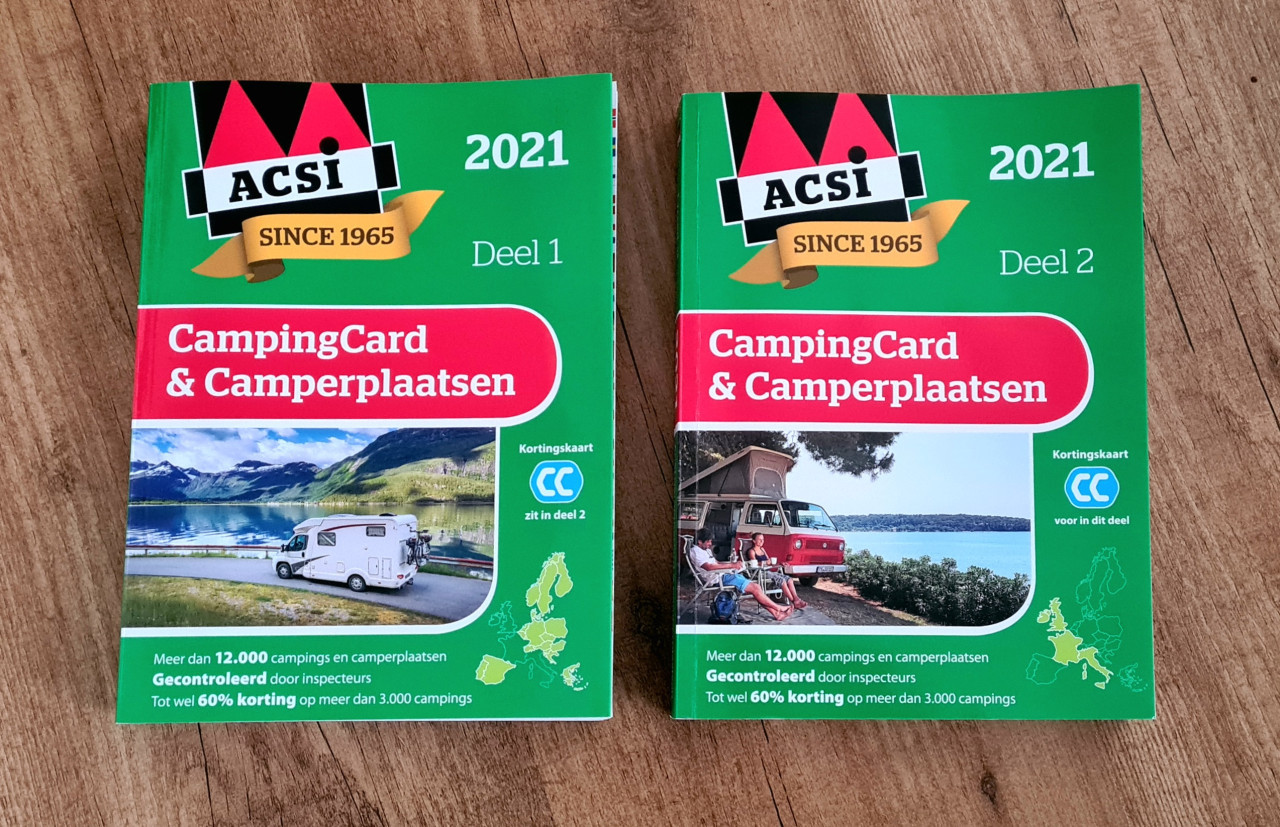 ACSI
SINCE 1965
2021
Deel 1
CampingCard
& Camperplaatsen
Kortingskaart
CC
zit in deel 2
Meer dan 12.000 campings en camperplaatsen
Gecontroleerd door inspecteurs
Tot wel 60% korting op meer dan 3.000 campings
ACSI
SINCE 1965
2021
Deel 2
CampingCard
& Camperplaatsen
Kortingskaart
CC
voor in dit deel
Meer dan 12.000 campings en camperplaatsen
Gecontroleerd door inspecteurs
Tot wel 60% korting op meer dan 3.000 campings